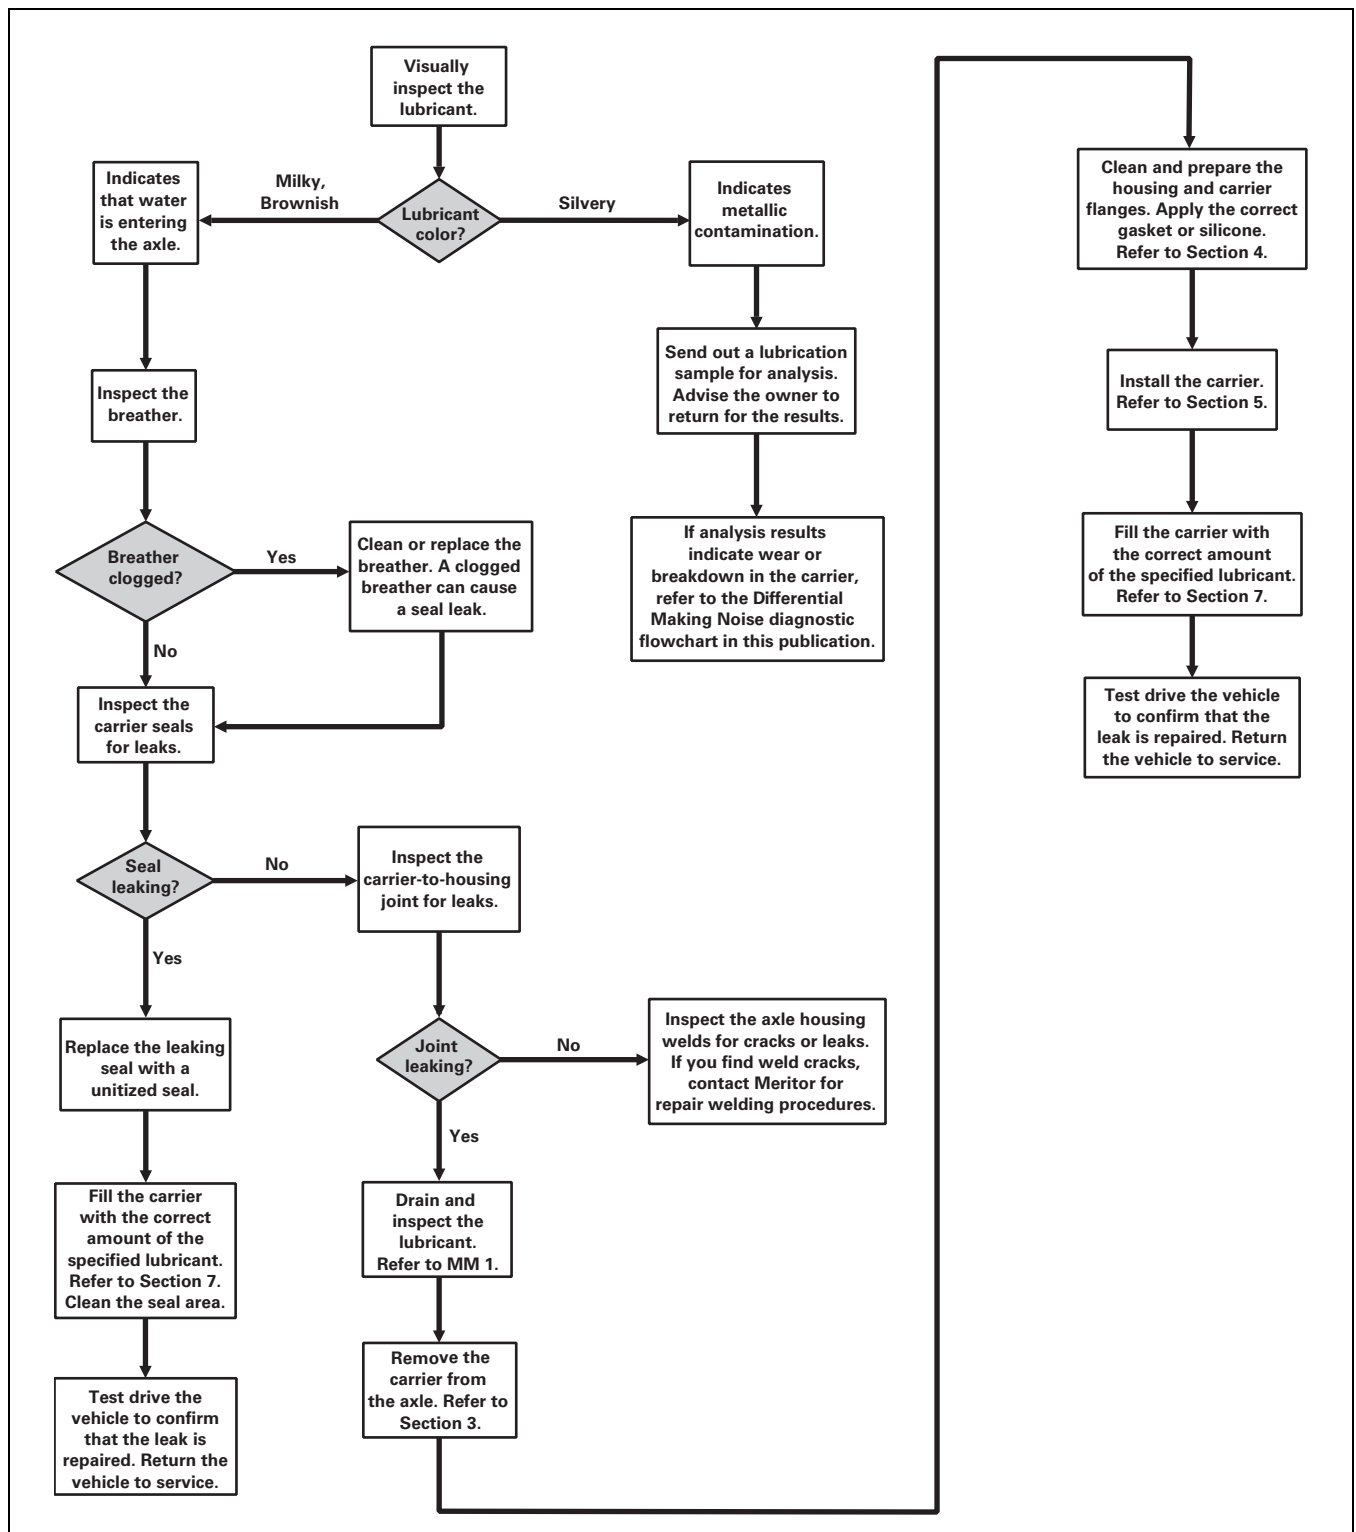 Visually
inspect the
lubricant.
Lubricant
color?
Milky,
Brownish
Silvery
Indicates
that water
is entering
the axle.
Indicates
metallic
contamination.
Inspect the
breather.
Send out a lubrication
sample for analysis.
Advise the owner to
return for the results.
Breather
clogged?
Yes
Clean or replace the
breather. A clogged
breather can cause
a seal leak.
If analysis results
indicate wear or
breakdown in the carrier,
refer to the Differential
Making Noise diagnostic
flowchart in this publication.
No
Inspect the
carrier seals
for leaks.
Seal
leaking?
No
Inspect the
carrier-to-housing
joint for leaks.
Yes
Replace the leaking
seal with a
unitized seal.
Joint
leaking?
No
Inspect the axle housing
welds for cracks or leaks.
If you find weld cracks,
contact Meritor for
repair welding procedures.
Yes
Fill the carrier
with the correct
amount of the
specified lubricant.
Refer to Section 7.
Clean the seal area.
Drain and
inspect the
lubricant.
Refer to MM 1.
Test drive the
vehicle to confirm
that the leak is
repaired. Return the
vehicle to service.
Remove the
carrier from
the axle. Refer to
Section 3.
Clean and prepare the
housing and carrier
flanges. Apply the correct
gasket or silicone.
Refer to Section 4.
Install the carrier.
Refer to Section 5.
Fill the carrier with
the correct amount
of the specified lubricant.
Refer to Section 7.
Test drive the vehicle
to confirm that the
leak is repaired. Return
the vehicle to service.